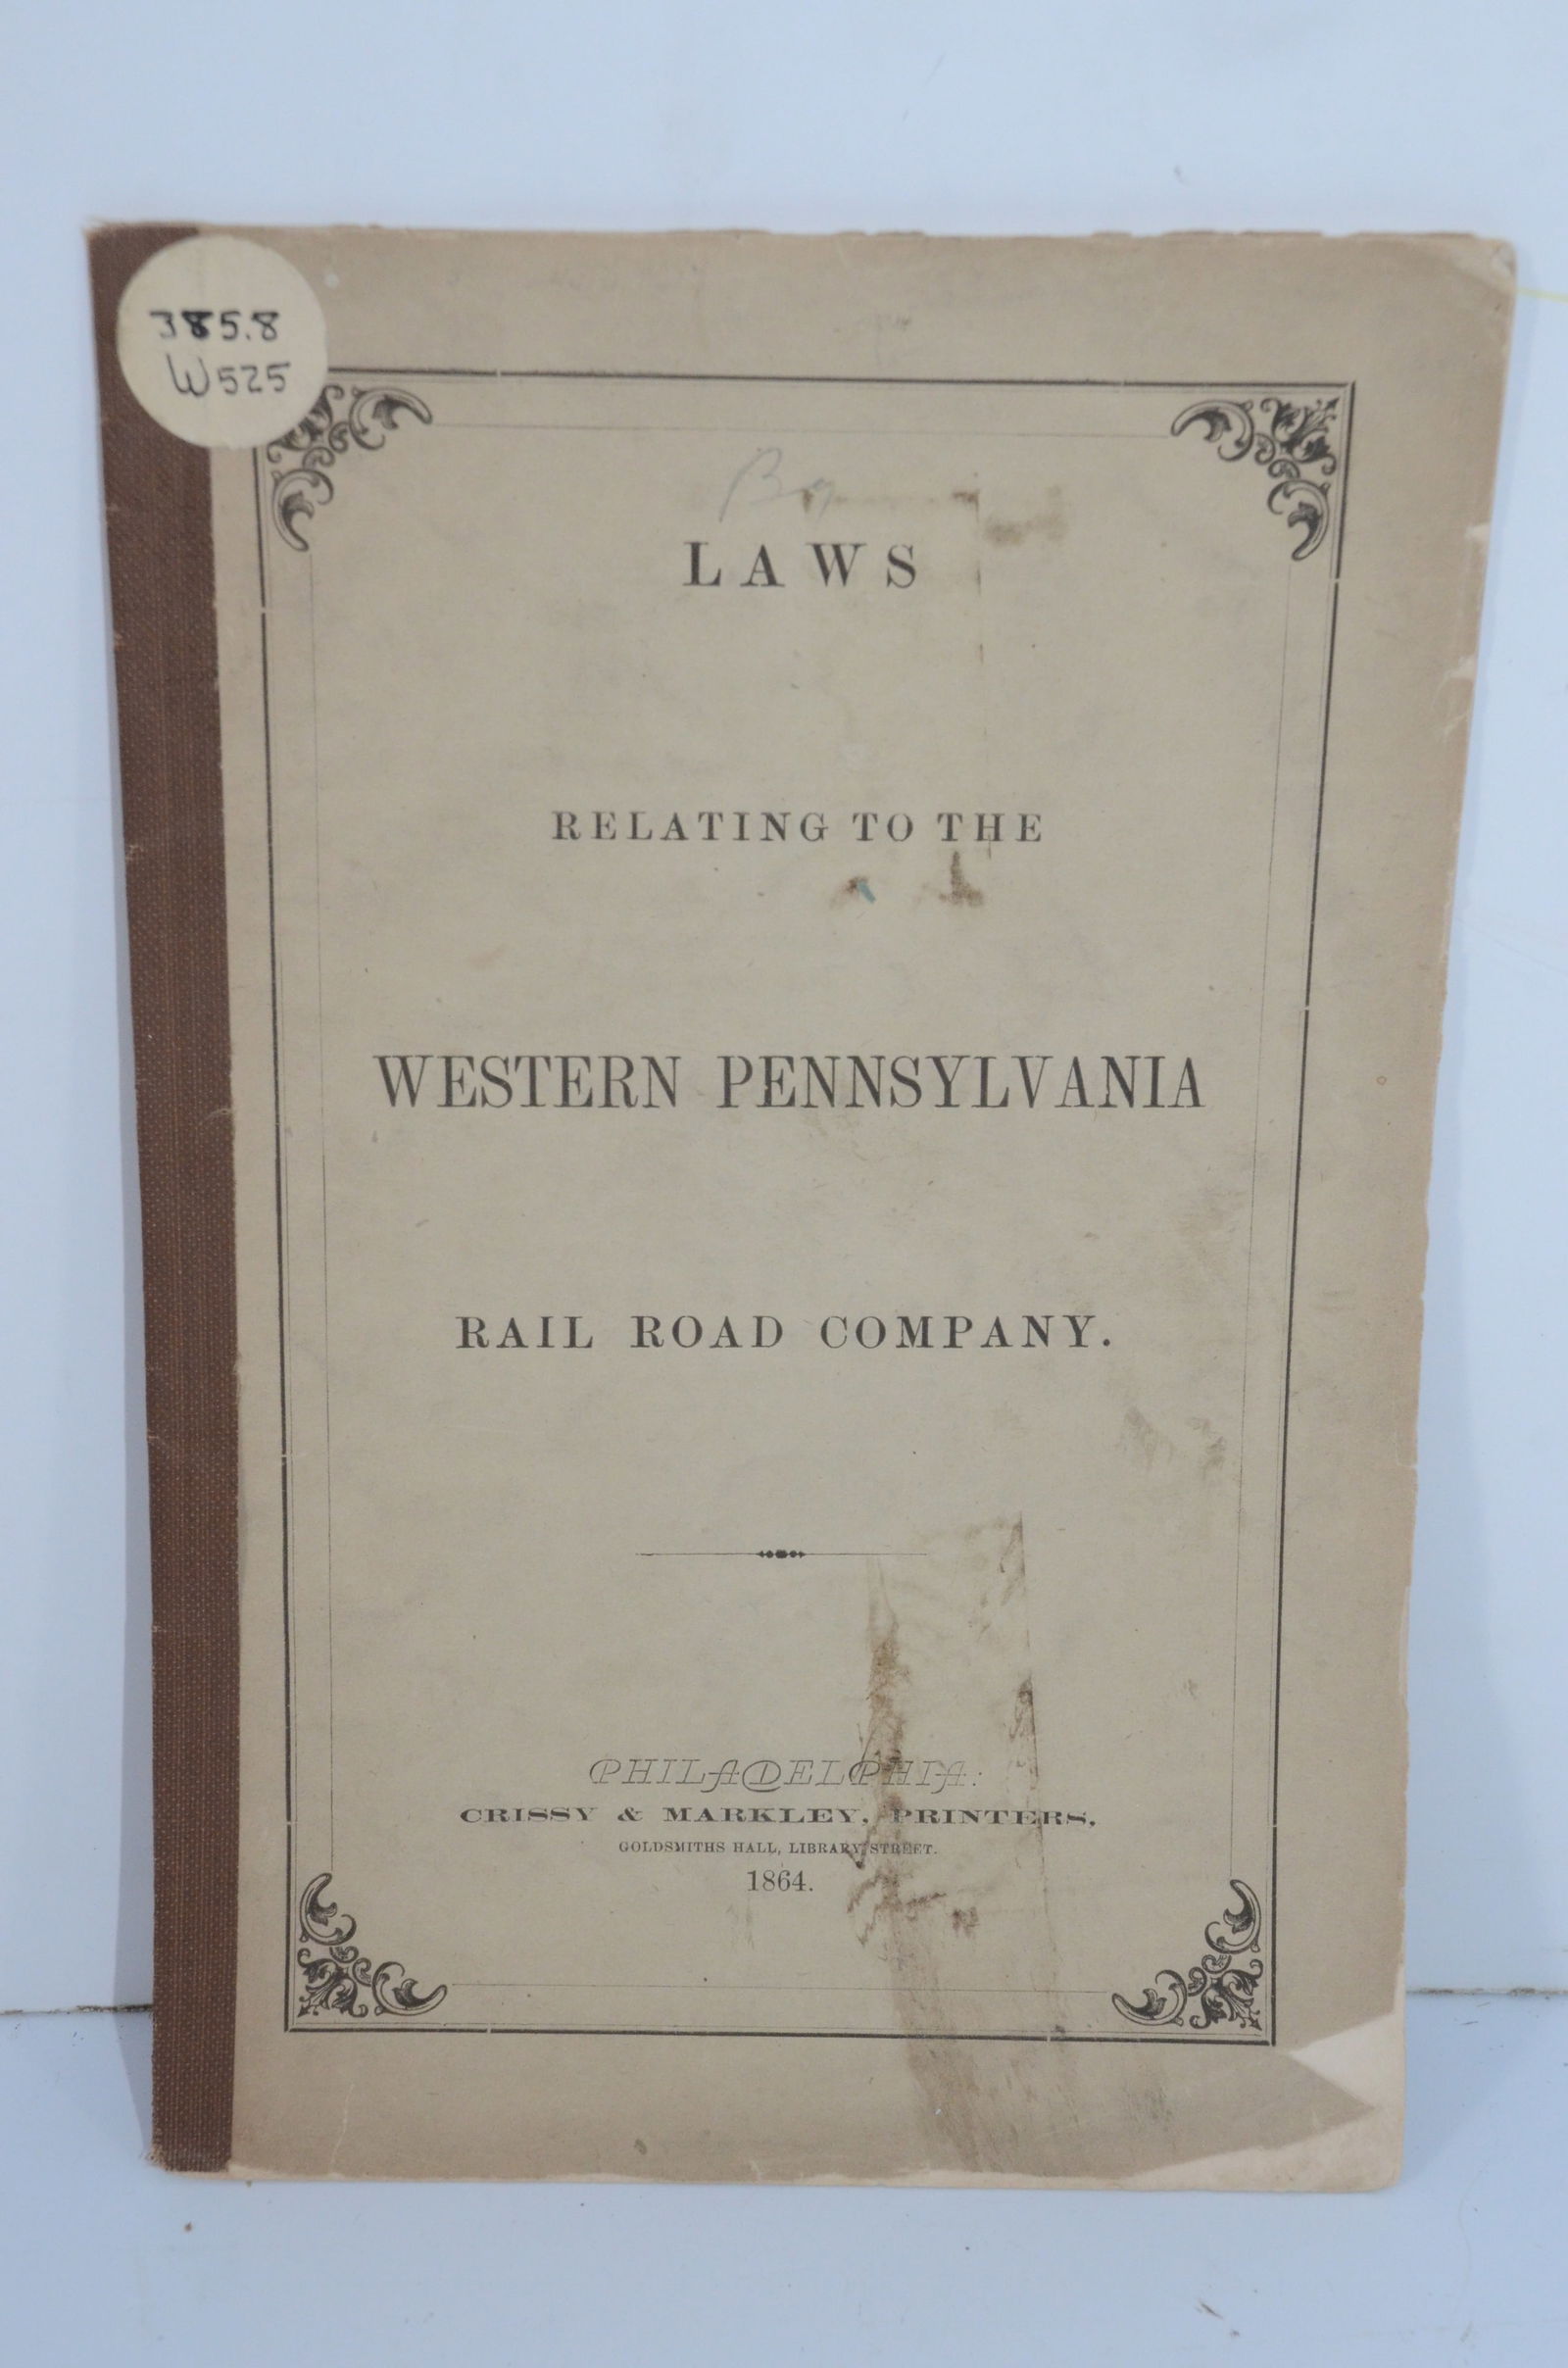 385.8
W525
LAWS
RELATING TO THE
WESTERN PENNSYLVANIA
RAIL ROAD COMPANY.
PHILADELPHIA:
CRISSY & MARKLEY, PRINTERS,
GOLDSMITHS HALL, LIBRARY STREET.
1864.